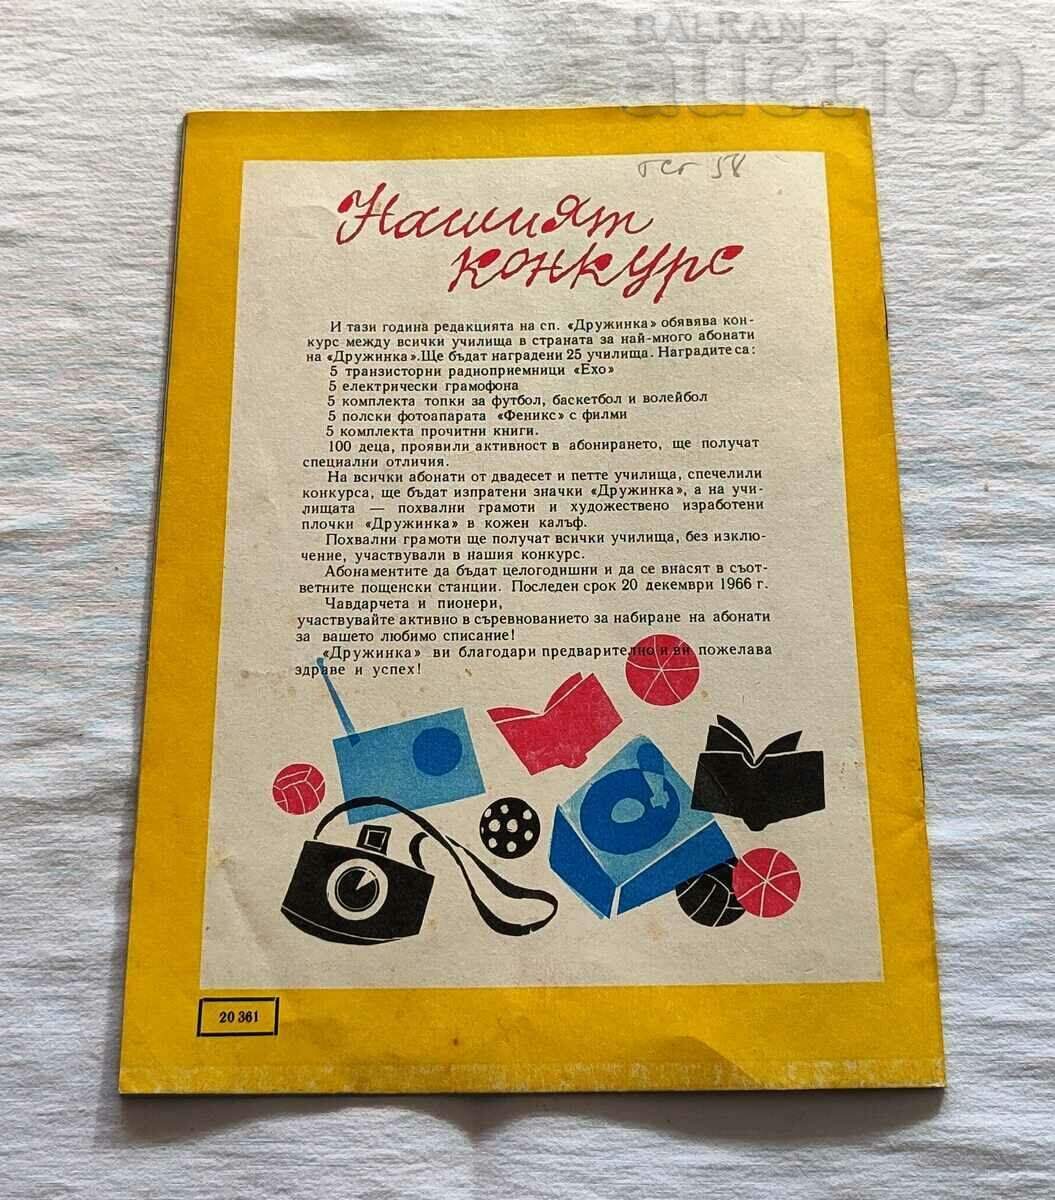 BALKAN
auction
58
Нашият
конкурс
И тази година редакцията на сп. «Дружинка» обявява кон-
курс между всички училища в страната за най-много абонати
на «Дружинка». Ще бъдат наградени 25 училища. Наградите са:
5 транзисторни радиоприемници «Ехо»
5 електрически грамофона
5 комплекта топки за футбол, баскетбол и волейбол
5 полски фотоапарата «Феникс» с филми
5 комплекта прочитни книги.
100 деца, проявили активност в абонирането, ще получат
специални отличия.
На всички абонати от двадесет и петте училища, спечелили
конкурса, ще бъдат изпратени значки «Дружинка», а на учи-
лищата — похвални грамоти и художествено изработени
плочки «Дружинка» в кожен калъф.
Похвални грамоти ще получат всички училища, без изклю-
чение, участвували в нашия конкурс.
Абонаментите да бъдат целогодишни и да се внасят в съот-
ветните пощенски станции. Последен срок 20 декември 1966 г.
Чавдарчета и пионери,
участвувайте активно в съревнованието за набиране на абонати
за вашето любимо списание!
«Дружинка» ви благодари предварително и ви пожелава
здраве и успех!
20 361